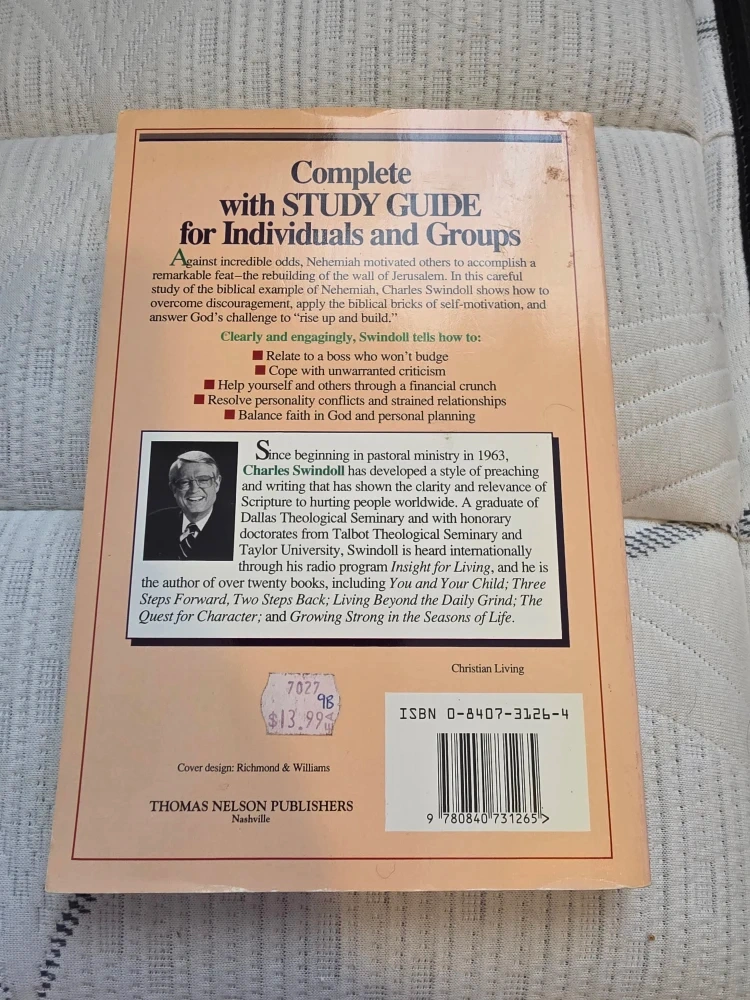 Complete
with STUDY GUIDE
for Individuals and Groups
Against incredible odds, Nehemiah motivated others to accomplish a
remarkable feat—the rebuilding of the wall of Jerusalem. In this careful
study of the biblical example of Nehemiah, Charles Swindoll shows how to
overcome discouragement, apply the biblical bricks of self-motivation, and
answer God's challenge to "rise up and build."
Clearly and engagingly, Swindoll tells how to:
■ Relate to a boss who won't budge
■ Cope with unwarranted criticism
■ Help yourself and others through a financial crunch
■ Resolve personality conflicts and strained relationships
■ Balance faith in God and personal planning
Since beginning in pastoral ministry in 1963,
Charles Swindoll has developed a style of preaching
and writing that has shown the clarity and relevance of
Scripture to hurting people worldwide. A graduate of
Dallas Theological Seminary and with honorary
doctorates from Talbot Theological Seminary and
Taylor University, Swindoll is heard internationally
through his radio program Insight for Living, and he is
the author of over twenty books, including You and Your Child; Three
Steps Forward, Two Steps Back; Living Beyond the Daily Grind; The
Quest for Character; and Growing Strong in the Seasons of Life.
Christian Living
7027
9B
$13.99
ISBN 0-8407-3126-4
9 780840 731265 >
Cover design: Richmond & Williams
THOMAS NELSON PUBLISHERS
Nashville